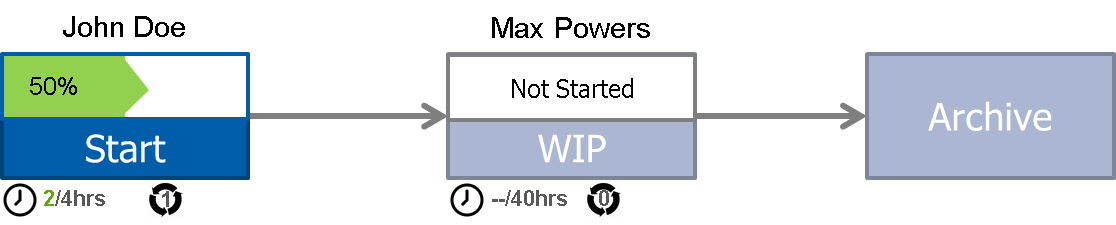 John Doe
Max Powers
50%
Not Started
Start
WIP
Archive
2/4hrs
1
--/40hrs
0